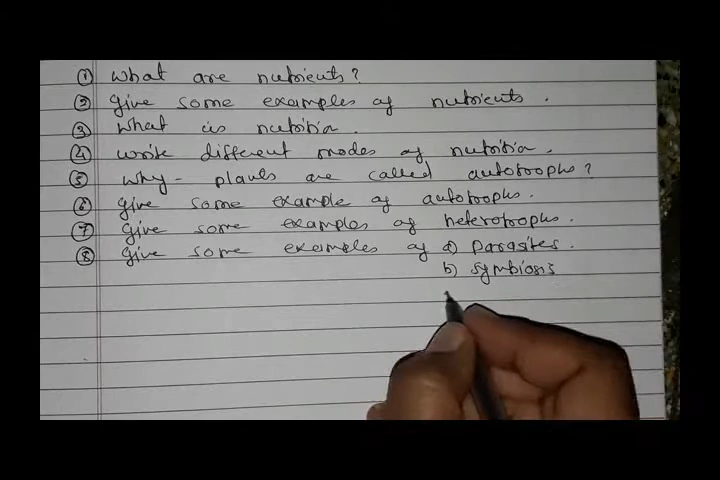 ① What are nutrients?
② Give some examples of nutrients.
③ What is nutrition.
④ write different modes of nutrition.
⑤ Why plants are called autotrophs?
⑥ Give some example of autotrophs.
⑦ Give some examples of heterotrophs.
⑧ Give some examples of a) Parasites.
b) Symbiosis